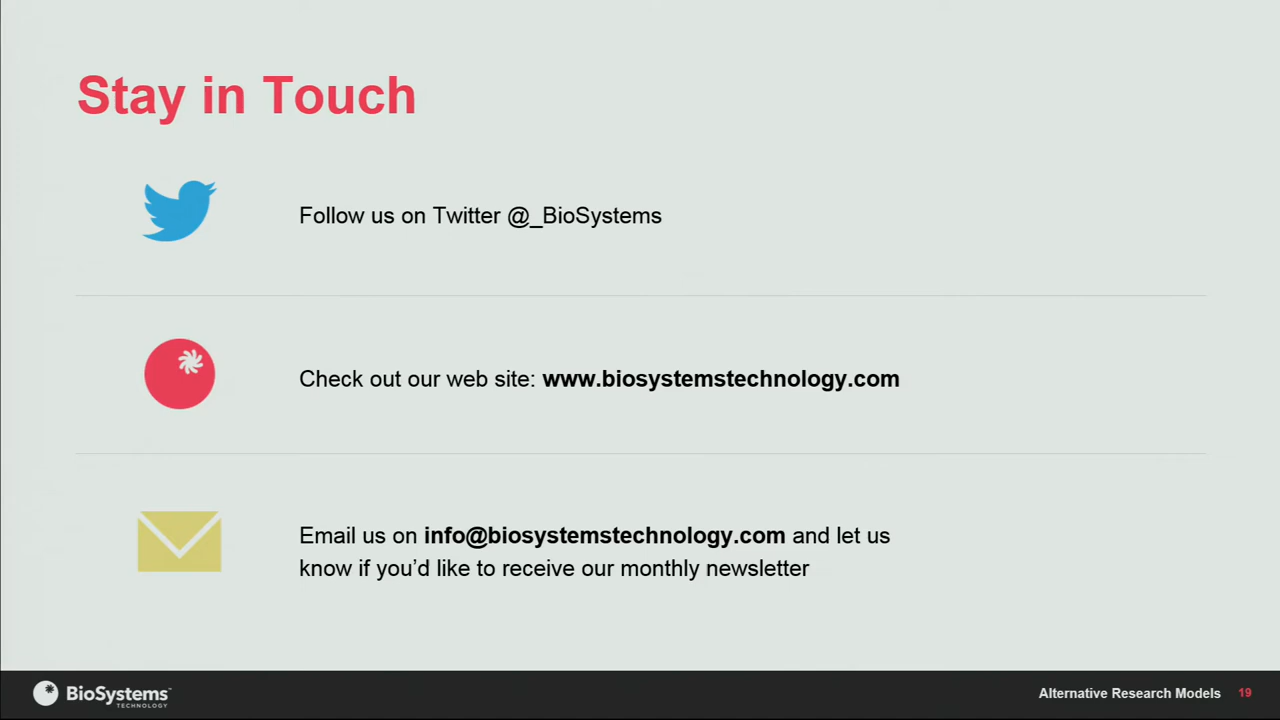 Stay in Touch
Follow us on Twitter @_BioSystems
Check out our web site: www.biosystemstechnology.com
Email us on info@biosystemstechnology.com and let us
know if you’d like to receive our monthly newsletter
BioSystems™
TECHNOLOGY
Alternative Research Models 19